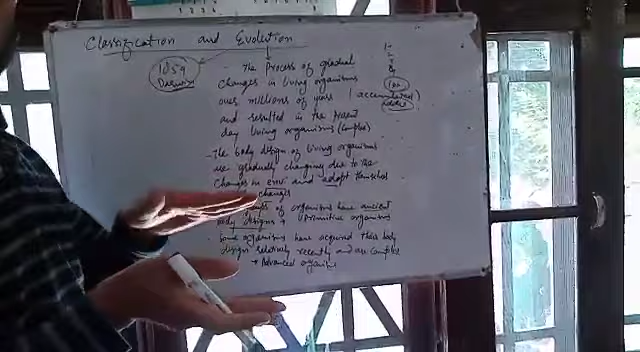 Classification and Evolution
1859
Darwin
- The Process of gradual
changes in living organisms
over millions of years (accumulated)
and resulted in the present
day living organisms (Complex)
- The body design of living organisms
are gradually changing due to the
changes in env. and adapt themselves
changes
of organisms have ancient
body designs → Primitive organisms
- Some organisms have acquired their body
design relatively recently and are complex
→ Advanced organisms